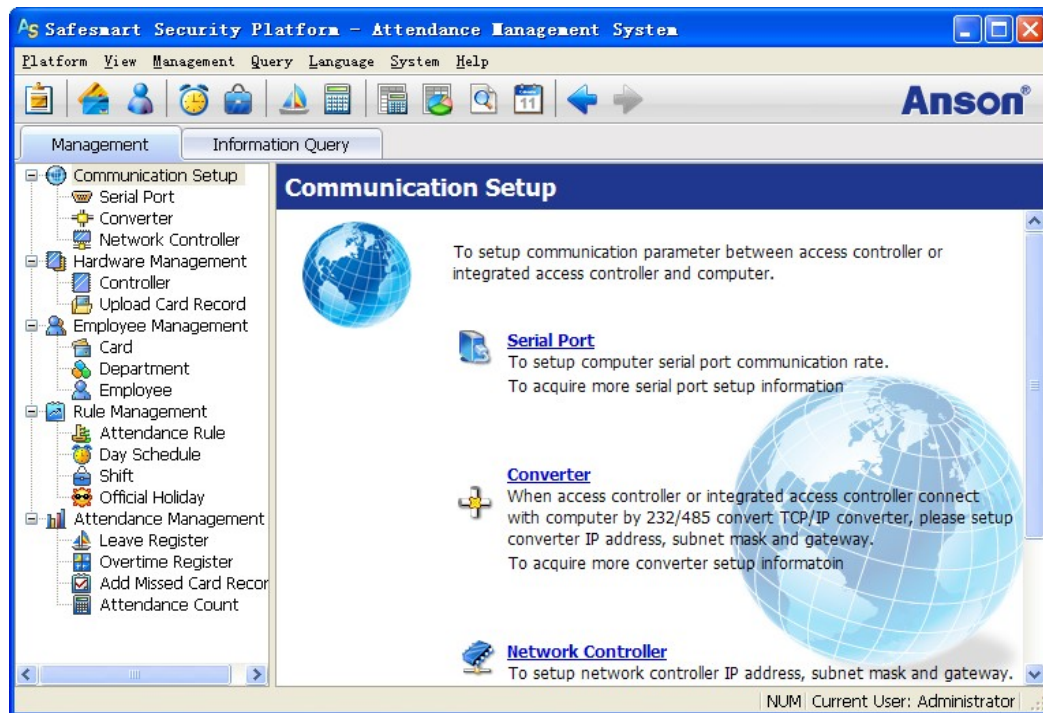 AS Safesmart Security Platform - Attendance Management System
Platform View Management Query Language System Help
11
Anson®
Management Information Query
Communication Setup
Serial Port
Converter
Network Controller
Hardware Management
Controller
Upload Card Record
Employee Management
Card
Department
Employee
Rule Management
Attendance Rule
Day Schedule
Shift
Official Holiday
Attendance Management
Leave Register
Overtime Register
Add Missed Card Recor
Attendance Count
Communication Setup
To setup communication parameter between access controller or
integrated access controller and computer.
Serial Port
To setup computer serial port communication rate.
To acquire more serial port setup information
Converter
When access controller or integrated access controller connect
with computer by 232/485 convert TCP/IP converter, please setup
converter IP address, subnet mask and gateway.
To acquire more converter setup informatoin
Network Controller
To setup network controller IP address, subnet mask and gateway.
NUM Current User: Administrator